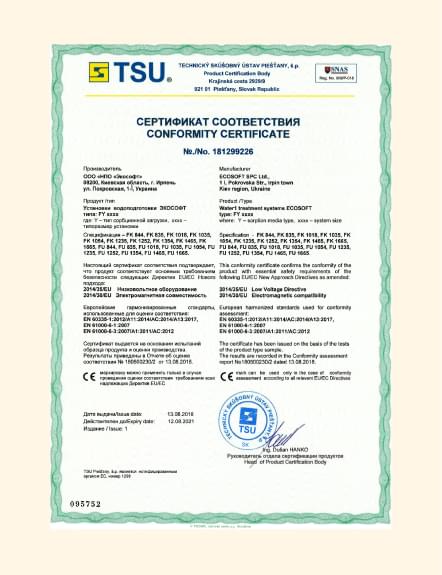 TSU®
TECHNICKÝ SKÚŠOBNÝ ÚSTAV PIEŠŤANY, š.p.
Product Certification Body
Krajinská cesta 2929/9
921 01 Piešťany, Slovak Republic
SNAS
СЕРТИФИКАТ СООТВЕТСТВИЯ
CONFORMITY CERTIFICATE
№./No. 181299226
Производитель
ООО «НПО «Экософт»
08200, Киевская область, г. Ирпень
ул. Покровская, 1-і, Украина
Manufacturer
ECOSOFT SPC Ltd.,
1 i, Pokrovska Str., Irpin town
Kiev region, Ukraine
Продукт /тип
Установки водоподготовки ЭКОСОФТ
типа: FY xxxx
где Y – тип сорбционной загрузки, xxxx –
типоразмер установки
Product /Type
Water treatment systems ECOSOFT
type: FY xxxx
where: Y – sorption media type, xxxx – system size
Спецификация – FK 844, FK 835, FK 1018, FK 1035,
FK 1054, FK 1235, FK 1252, FK 1354, FK 1465, FK
1665, FU 844, FU 835, FU 1018, FU 1035, FU 1054, FU
1235, FU 1252, FU 1354, FU 1465, FU 1665.
Specification - FK 844, FK 835, FK 1018, FK 1035, FK
1054, FK 1235, FK 1252, FK 1354, FK 1465, FK 1665,
FU 844, FU 835, FU 1018, FU 1035, FU 1054, FU 1235,
FU 1252, FU 1354, FU 1465, FU 1665.
Настоящий сертификат соответствия подтверждает,
что продукт соответствует основным требованиям
безопасности следующих Директив ЕU/EC Нового
подхода:
2014/35/EU Низковольтное оборудование
2014/30/EU Электромагнитная совместимость
This conformity certificate confirms the conformity of the
product with essential safety requirements of the
following EU/EC New Approach Directives as amended:
2014/35/EU Low Voltage Directive
2014/30/EU Electromagnetic compatibility
Европейские гармонизированные стандарты,
использованные для оценки соответствия:
EN 60335-1:2012/A11:2014/AC:2014/A13:2017,
EN 61000-6-1:2007
EN 61000-6-3:2007/A1:2011/AC:2012
European harmonized standards used for conformity
assessment:
EN 60335-1:2012/A11:2014/AC:2014/A13:2017,
EN 61000-6-1:2007
EN 61000-6-3:2007/A1:2011/AC:2012
Сертификат выдается на основании испытаний
образца продукта и оценки производства.
Результаты приведены в Отчете об оценке
соответствия № 180500230/2 от 13.08.2018.
The certificate has been issued on the basis of the tests
of the product type sample.
The results are recorded in the Conformity assessment
report No. 180500230/2 dated 13.08.2018.
CE маркировку можно применить только в случае
проведения оценки соответствия требованиям всех
надлежащих Директив EU/EC
CE mark can be used only in the case of conformity
assessment according to all relevant EU/EC Directives
Дата выдачи/Issue date: 13.08.2018
Действителен до/Expiry date: 12.08.2021
Издание / Issue: 1
TECHNICKÝ SKÚŠOBNÝ ÚSTAV PIEŠŤANY, š.p.
TSU
SK
Ing. Dušan HANKO
Руководитель отдела сертификации продуктов
Head of Product Certification Body
TSU Piešťany, š.p. является нотифицированным
органом ЕС, номер 1299
095752